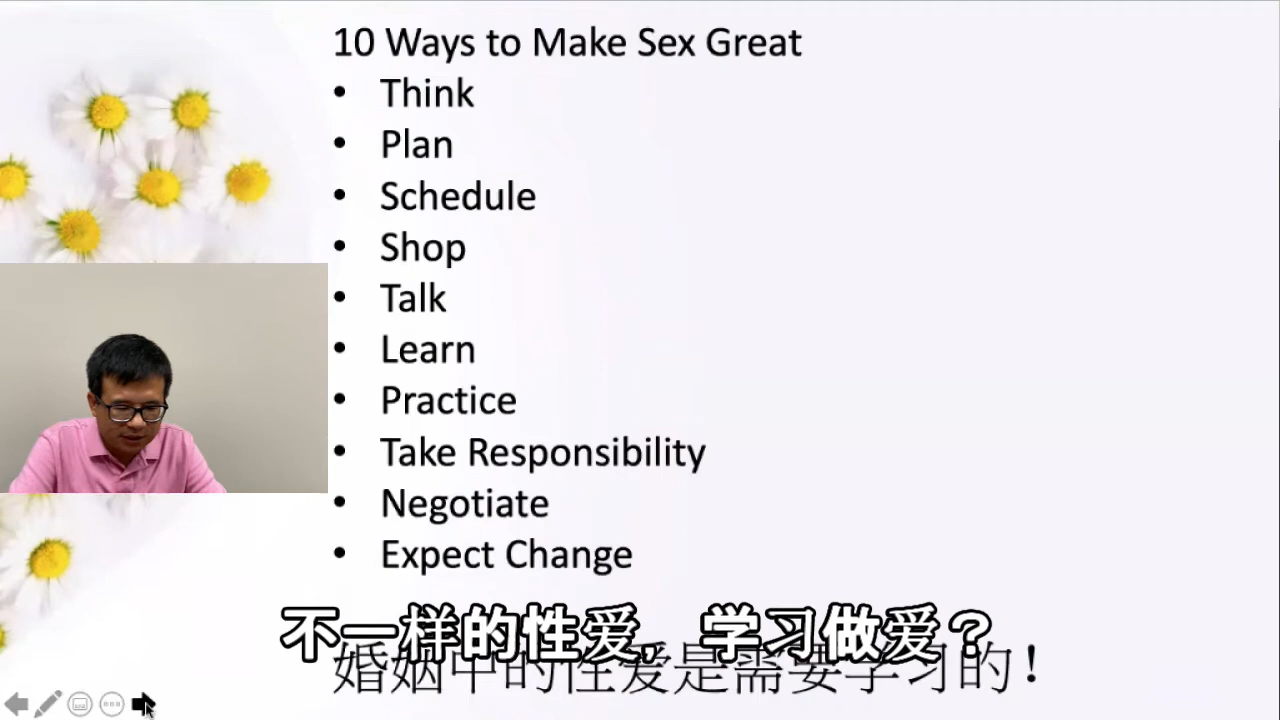 10 Ways to Make Sex Great
• Think
• Plan
• Schedule
• Shop
• Talk
• Learn
• Practice
• Take Responsibility
• Negotiate
• Expect Change
不一样的性爱，学习做爱？
婚姻中的性爱是需要学习的！